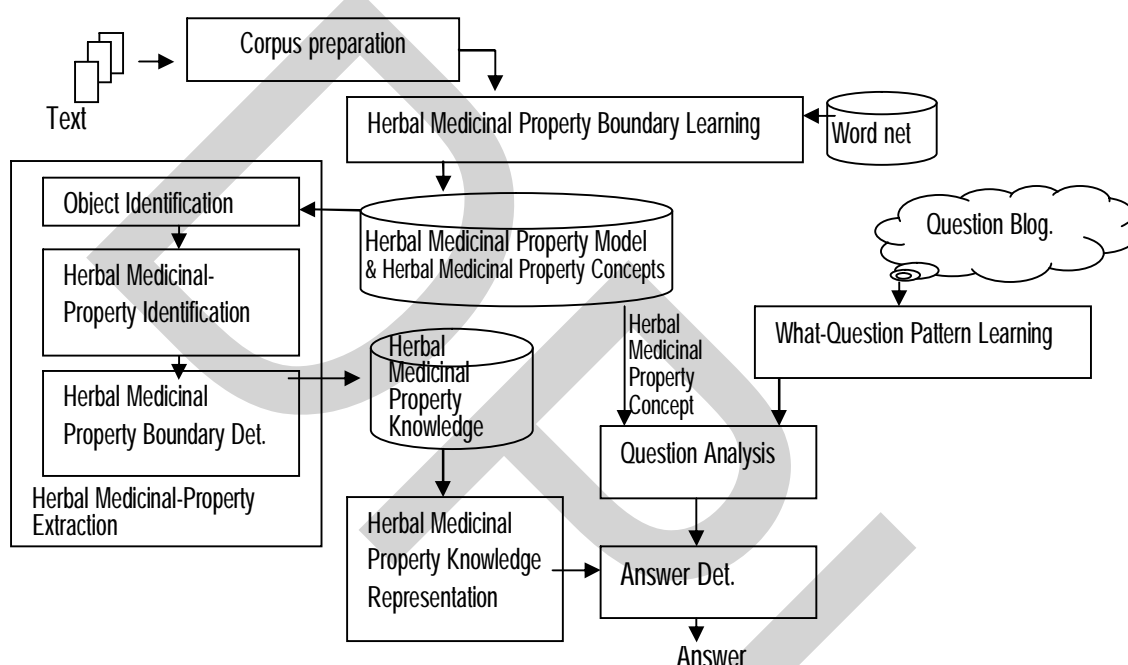 Corpus preparation
Text
Herbal Medicinal Property Boundary Learning
Word net
Object Identification
Herbal Medicinal Property Model
& Herbal Medicinal Property Concepts
Question Blog.
Herbal Medicinal-
Property Identification
What-Question Pattern Learning
Herbal
Medicinal
Property
Concept
Herbal
Medicinal
Property
Knowledge
Herbal Medicinal
Property Boundary Det.
Question Analysis
Herbal Medicinal-Property
Extraction
Herbal Medicinal
Property Knowledge
Representation
Answer Det.
Answer
DPU